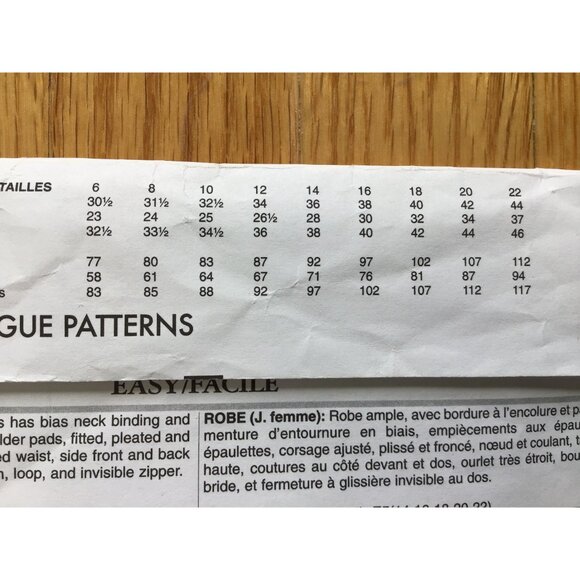 TAILLES 6 8 10 12 14 16 18 20 22
30½ 31½ 32½ 34 36 38 40 42 44
23 24 25 26½ 28 30 32 34 37
32½ 33½ 34½ 36 38 40 42 44 46
77 80 83 87 92 97 102 107 112
58 61 64 67 71 76 81 87 94
s 83 85 88 92 97 102 107 112 117
GUE PATTERNS
EASY/FACILE
s has bias neck binding and
lder pads, fitted, pleated and
ed waist, side front and back
n, loop, and invisible zipper.
ROBE (J. femme): Robe ample, avec bordure à l'encolure et pa
menture d'entournure en biais, empiècements aux épau
épaulettes, corsage ajusté, plissé et froncé, nœud et coulant, t
haute, coutures au côté devant et dos, ourlet très étroit, bou
bride, et fermeture à glissière invisible au dos.